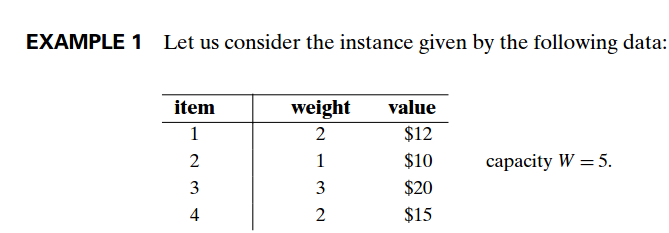 EXAMPLE 1 Let us consider the instance given by the following data:
item weight value
1 2 $12
2 1 $10 capacity W = 5.
3 3 $20
4 2 $15